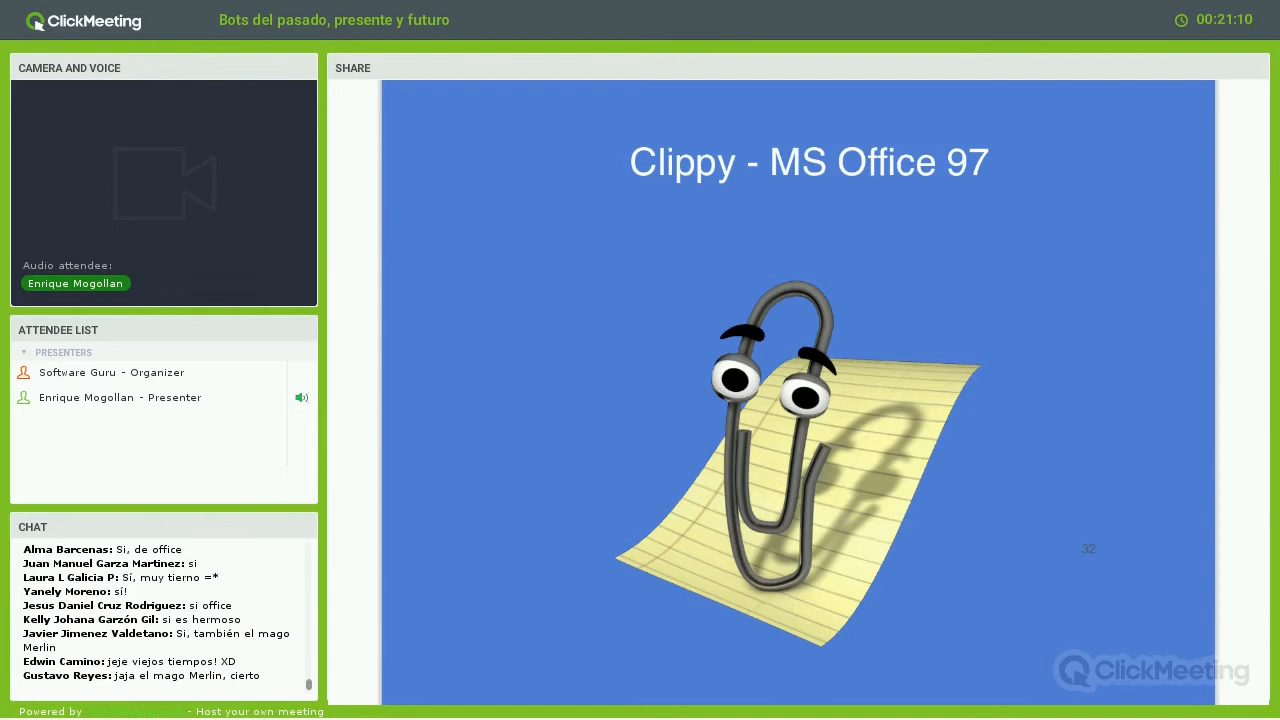 ClickMeeting
Bots del pasado, presente y futuro
00:21:10
CAMERA AND VOICE
Audio attendee:
Enrique Mogollan
ATTENDEE LIST
PRESENTERS
Software Guru - Organizer
Enrique Mogollan - Presenter
CHAT
Alma Barcenas: Si, de office
Juan Manuel Garza Martinez: si
Laura L Galicia P: Sí, muy tierno =*
Yanely Moreno: sí!
Jesus Daniel Cruz Rodriguez: si office
Kelly Johana Garzón Gil: si es hermoso
Javier Jimenez Valdetano: Si, también el mago
Merlin
Edwin Camino: jeje viejos tiempos! XD
Gustavo Reyes: jaja el mago Merlin, cierto
Powered by - Host your own meeting
SHARE
Clippy - MS Office 97
32
ClickMeeting